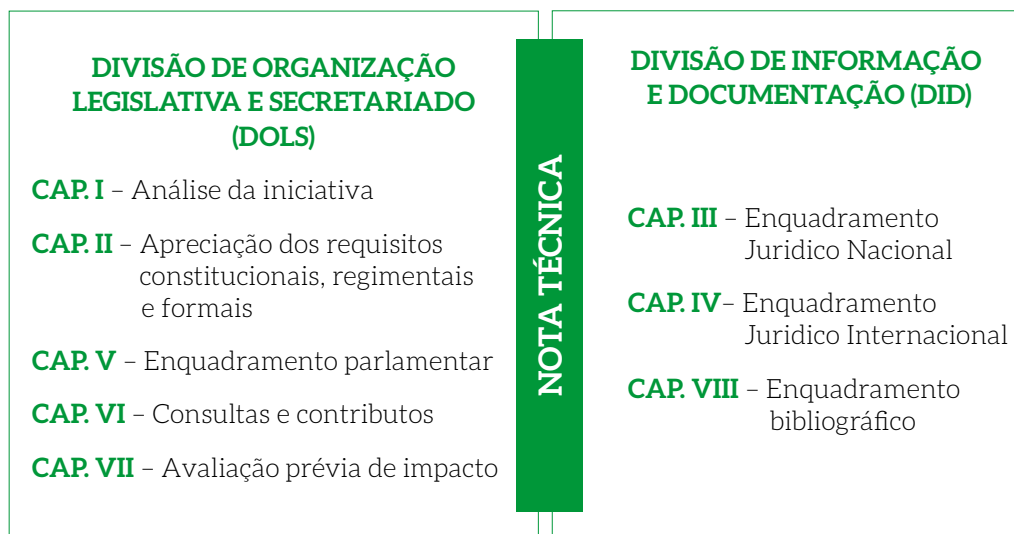 DIVISÃO DE ORGANIZAÇÃO
LEGISLATIVA E SECRETARIADO
(DOLS)
CAP. I – Análise da iniciativa
CAP. II – Apreciação dos requisitos
constitucionais, regimentais
e formais
CAP. V – Enquadramento parlamentar
CAP. VI – Consultas e contributos
CAP. VII – Avaliação prévia de impacto
NOTA TÉCNICA
DIVISÃO DE INFORMAÇÃO
E DOCUMENTAÇÃO (DID)
CAP. III – Enquadramento
Juridico Nacional
CAP. IV– Enquadramento
Juridico Internacional
CAP. VIII – Enquadramento
bibliográfico